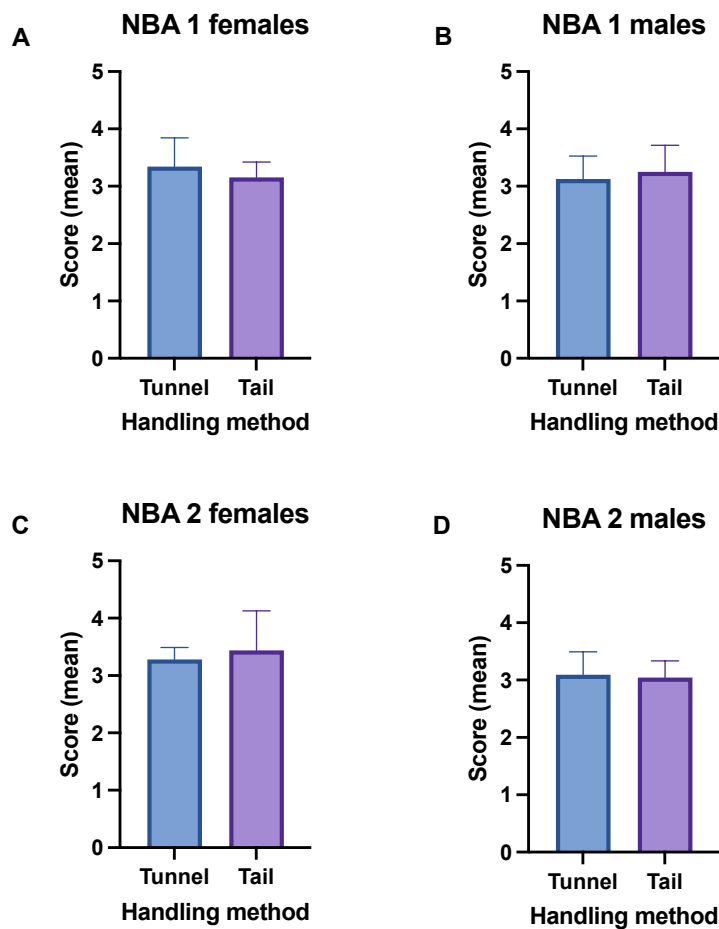 A
NBA 1 females
5
4
3
2
1
0
Score (mean)
Tunnel Tail
Handling method
B
NBA 1 males
5
4
3
2
1
0
Score (mean)
Tunnel Tail
Handling method
C
NBA 2 females
5
4
3
2
1
0
Score (mean)
Tunnel Tail
Handling method
D
NBA 2 males
5
4
3
2
1
0
Score (mean)
Tunnel Tail
Handling method